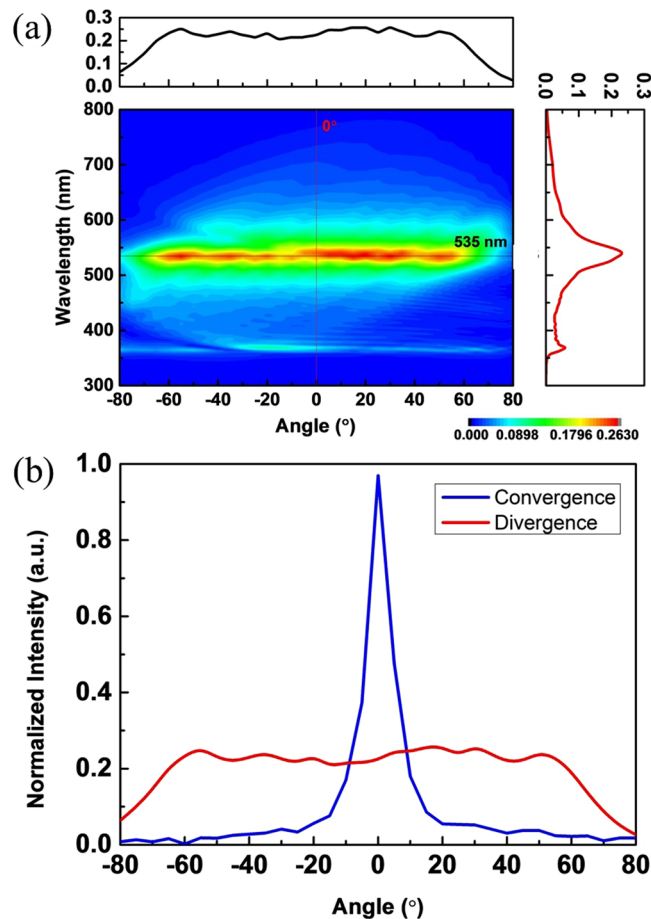 (a)
0.3
0.2
0.1
0.0
0.0
0.1
0.2
0.3
800
700
600
500
400
300
Wavelength (nm)
0°
535 nm
-80 -60 -40 -20 0 20 40 60 80
Angle (°)
0.000 0.0898 0.1796 0.2630
(b)
1.0
0.8
0.6
0.4
0.2
0.0
Normalized Intensity (a.u.)
Convergence
Divergence
-80 -60 -40 -20 0 20 40 60 80
Angle (°)